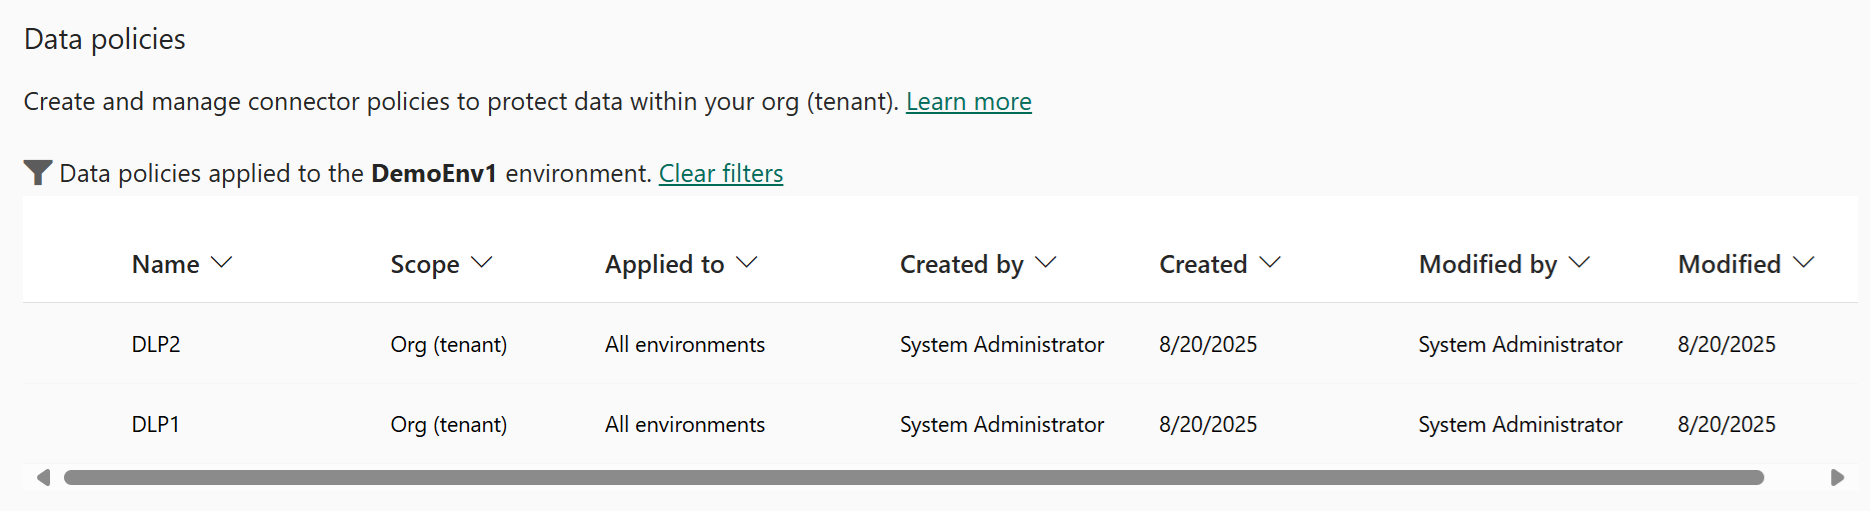 Data policies
Create and manage connector policies to protect data within your org (tenant). Learn more
Data policies applied to the DemoEnv1 environment. Clear filters
Name Scope Applied to Created by Created Modified by Modified
DLP2 Org (tenant) All environments System Administrator 8/20/2025 System Administrator 8/20/2025
DLP1 Org (tenant) All environments System Administrator 8/20/2025 System Administrator 8/20/2025